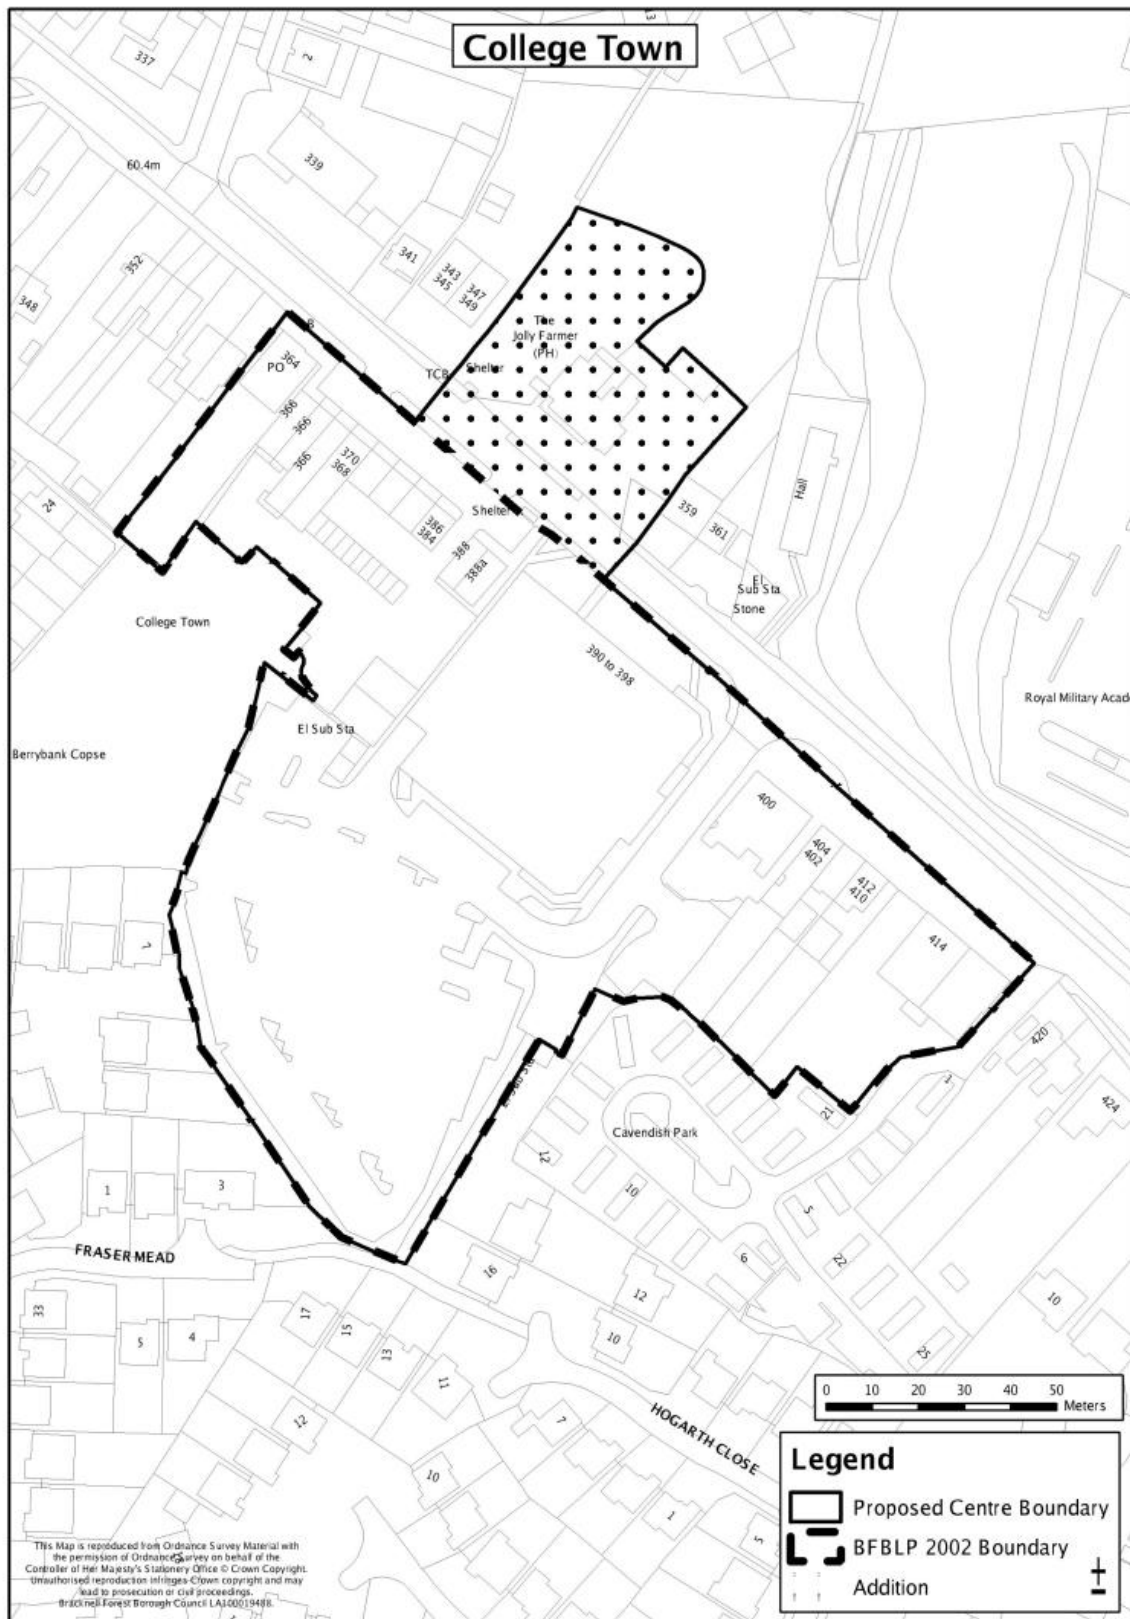 College Town
337
2
43
339
60.4m
341
343
345
347
349
352
348
The
Jolly Farmer
(PH)
B
TCB
Shelter
PO
364
366
366
366
370
368
386
384
388
388a
Shelter
359
361
Hall
El
Sub Sta
Stone
24
College Town
390 to 398
Royal Military Acade
El Sub Sta
Berrybank Copse
400
404
402
412
410
414
7
420
424
El Sub Sta
1
21
Cavendish Park
12
10
5
22
6
1
3
FRASER MEAD
16
12
10
10
25
33
5
4
17
15
13
11
12
10
7
HOGARTH CLOSE
1
5
0 10 20 30 40 50
Meters
Legend
Proposed Centre Boundary
BFBLP 2002 Boundary
Addition
This Map is reproduced from Ordnance Survey Material with
the permission of Ordnance Survey on behalf of the
Controller of Her Majesty's Stationery Office © Crown Copyright.
Unauthorised reproduction infringes Crown copyright and may
lead to prosecution or civil proceedings.
Bracknell Forest Borough Council LA100019488.